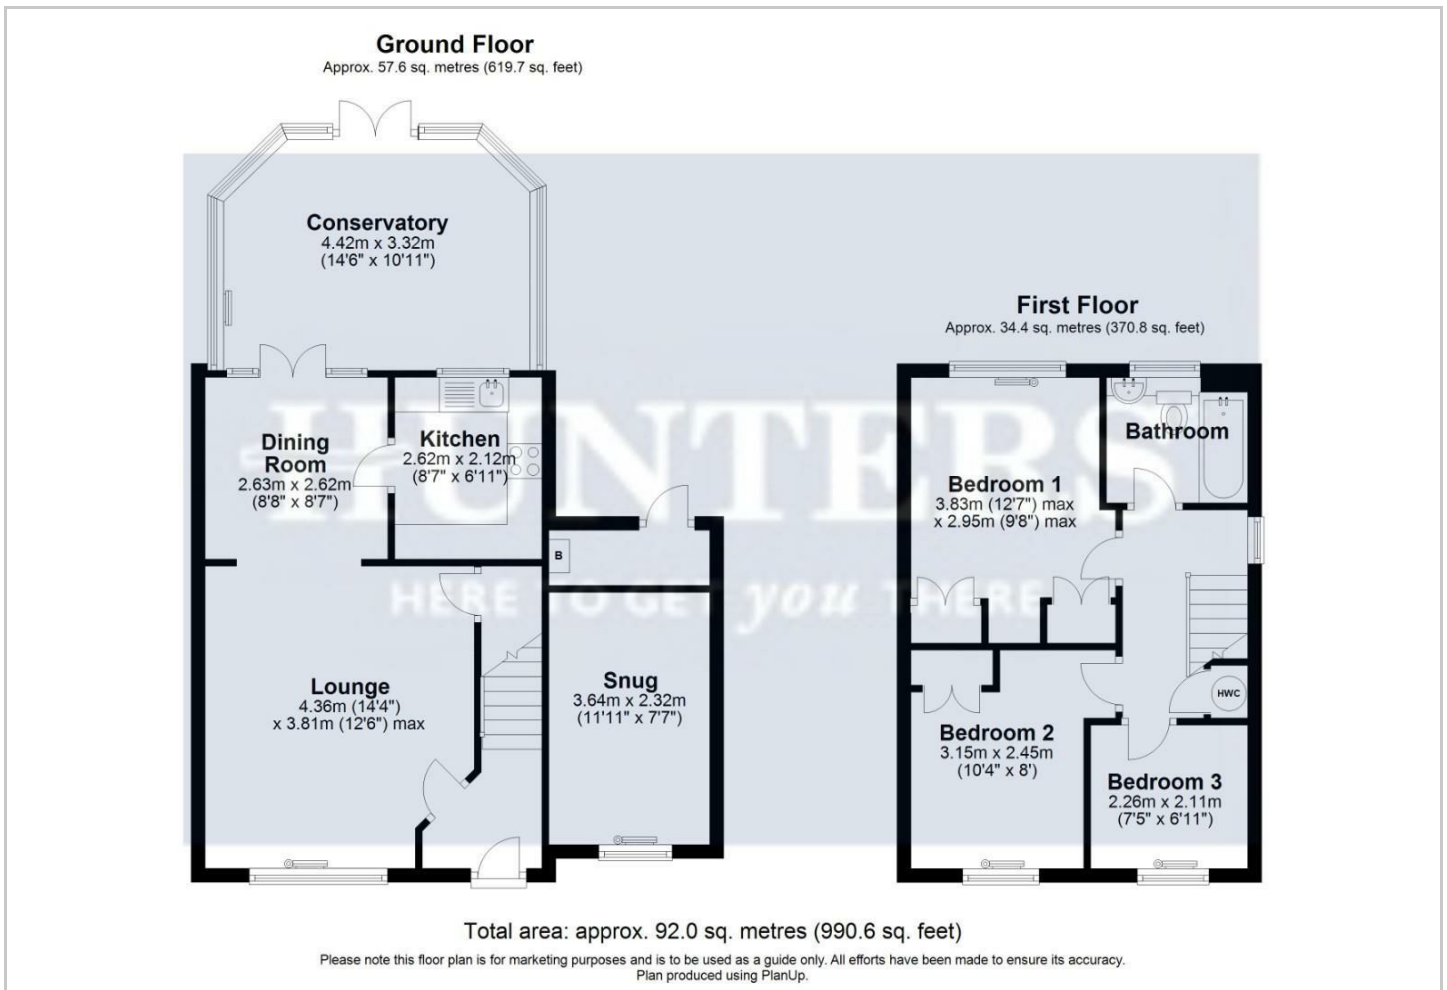 Ground Floor
Approx. 57.6 sq. metres (619.7 sq. feet)
Conservatory
4.42m x 3.32m
(14'6" x 10'11")
First Floor
Approx. 34.4 sq. metres (370.8 sq. feet)
HUNTERS
HERE TO GET you THERE
Dining
Room
2.63m x 2.62m
(8'8" x 8'7")
Kitchen
2.62m x 2.12m
(8'7" x 6'11")
B
Bedroom 1
3.83m (12'7") max
x 2.95m (9'8") max
Bathroom
Lounge
4.36m (14'4")
x 3.81m (12'6") max
Snug
3.64m x 2.32m
(11'11" x 7'7")
HWC
Bedroom 2
3.15m x 2.45m
(10'4" x 8')
Bedroom 3
2.26m x 2.11m
(7'5" x 6'11")
Total area: approx. 92.0 sq. metres (990.6 sq. feet)
Please note this floor plan is for marketing purposes and is to be used as a guide only. All efforts have been made to ensure its accuracy.
Plan produced using PlanUp.